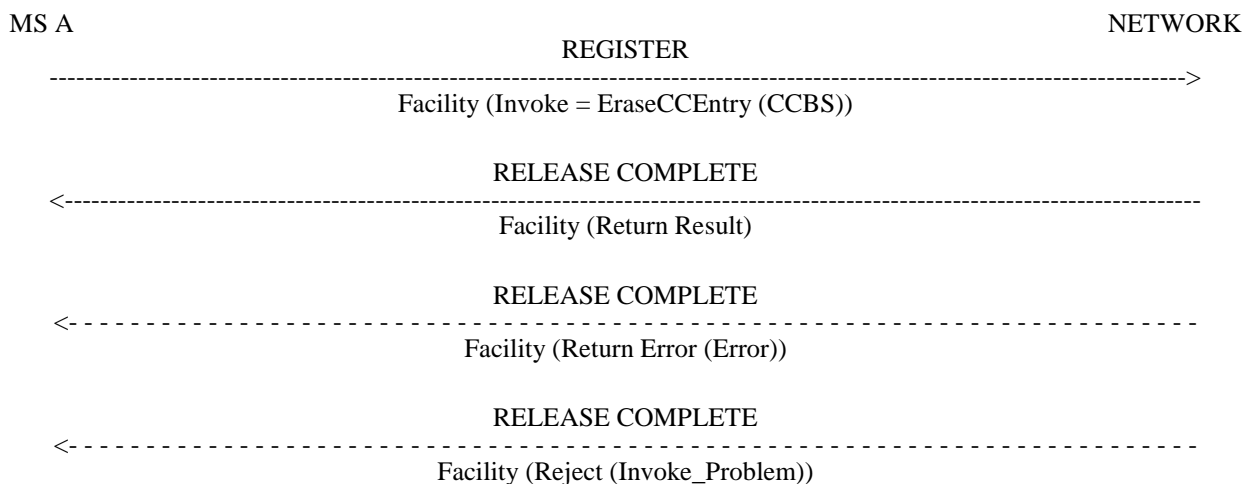 MS A NETWORK
REGISTER
-------------------------------------------------------------------------------------------------------------------------------->
Facility (Invoke = EraseCCEntry (CCBS))
RELEASE COMPLETE
<--------------------------------------------------------------------------------------------------------------------------------
Facility (Return Result)
RELEASE COMPLETE
<- - - - - - - - - - - - - - - - - - - - - - - - - - - - - - - - - - - - - - - - - - - - - - - - - - - - - - - - - - - - - - - - - - - - - - - - -
Facility (Return Error (Error))
RELEASE COMPLETE
<- - - - - - - - - - - - - - - - - - - - - - - - - - - - - - - - - - - - - - - - - - - - - - - - - - - - - - - - - - - - - - - - - - - - - - - - -
Facility (Reject (Invoke_Problem))